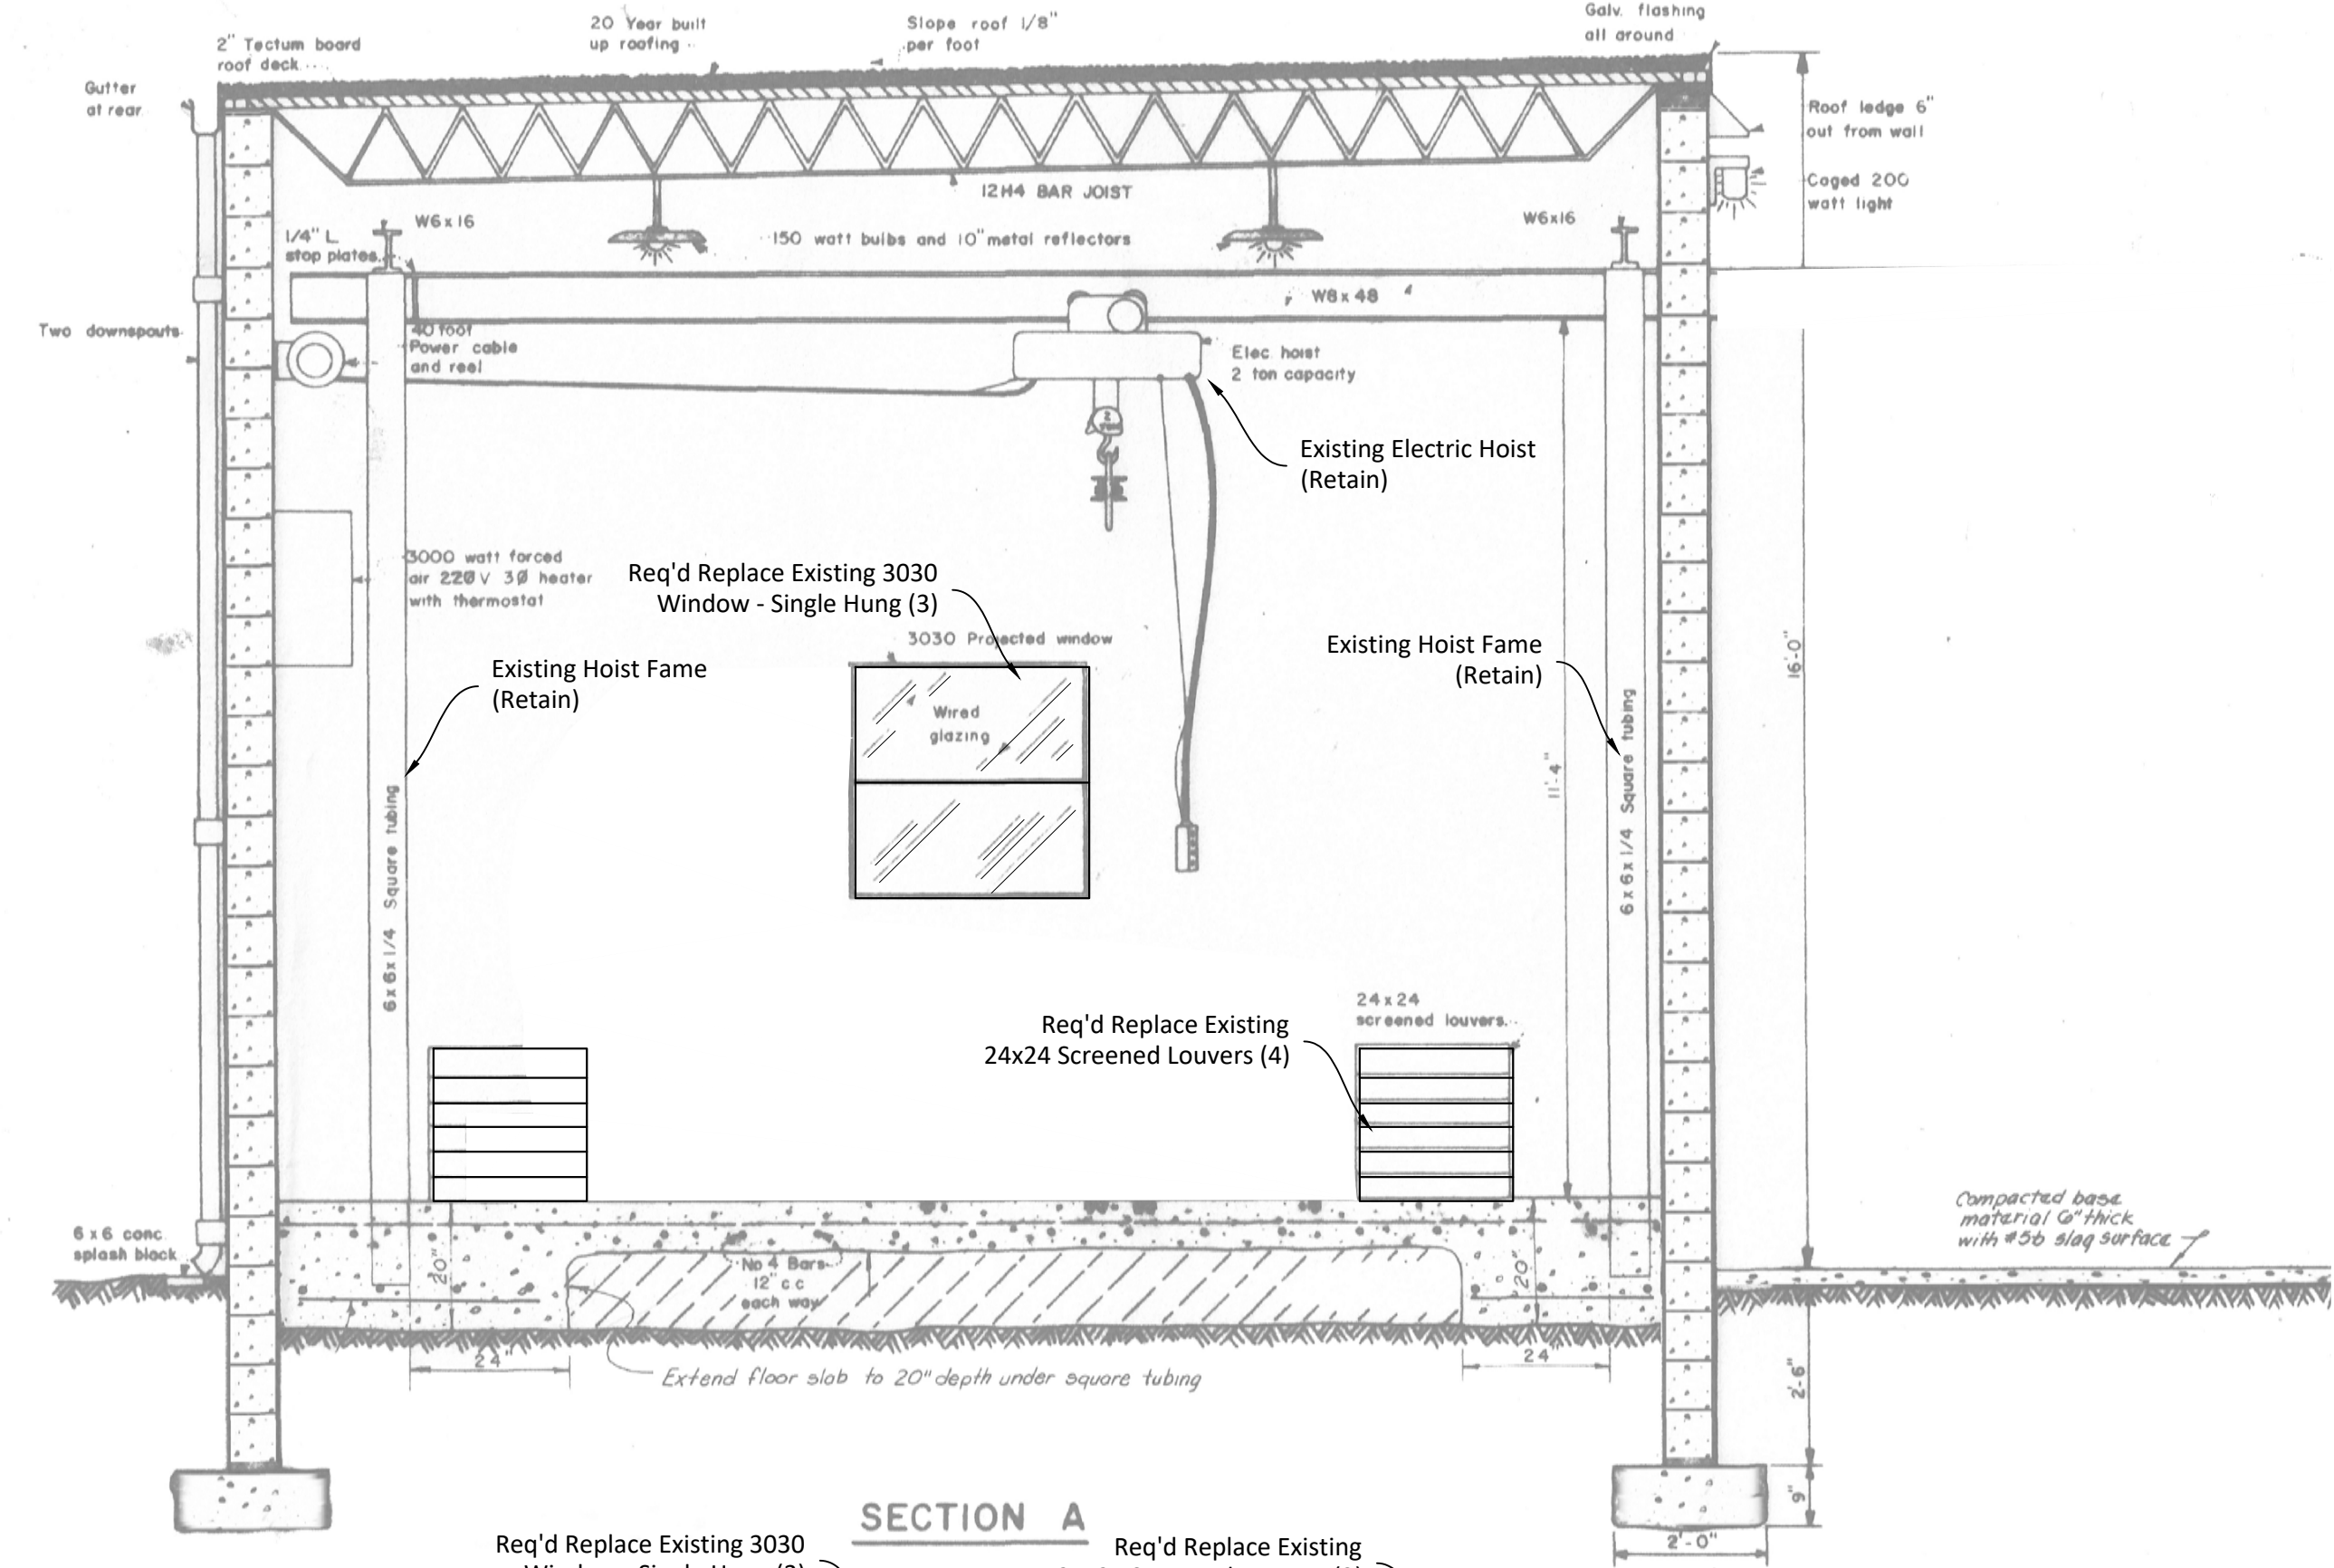 20 Year built
up roofing
Slope roof 1/8"
per foot
Galv. flashing
all around
2" Tectum board
roof deck
Gutter
at rear
Roof ledge 6"
out from wall
Caged 200
watt light
12H4 BAR JOIST
W6x16
W6x16
1/4" L
stop plates
150 watt bulbs and 10" metal reflectors
W8x48
Two downspouts
40 foot
Power cable
and reel
Elec. hoist
2 ton capacity
Existing Electric Hoist
(Retain)
3000 watt forced
air 220V 3Ø heater
with thermostat
Req'd Replace Existing 3030
Window - Single Hung (3)
3030 Projected window
Wired
glazing
Existing Hoist Fame
(Retain)
Existing Hoist Fame
(Retain)
16'-0"
11'-4"
6x6x1/4 Square tubing
6x6x1/4 Square tubing
24x24
screened louvers
Req'd Replace Existing
24x24 Screened Louvers (4)
Compacted base
material 6" thick
with #5b slag surface
6x6 conc.
splash block
20"
No 4 Bars
12" c.c
each way
20"
24"
24"
Extend floor slab to 20" depth under square tubing
2'-6"
9"
2'-0"
SECTION A
Req'd Replace Existing 3030
Req'd Replace Existing